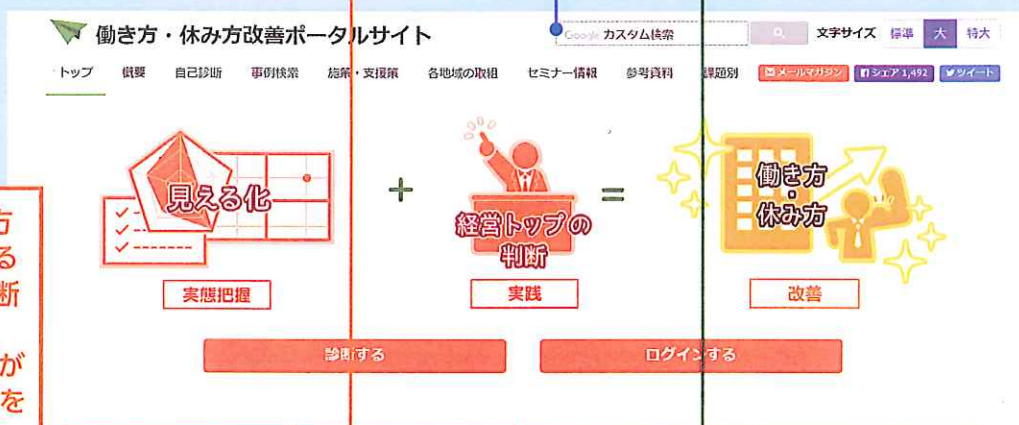 働き方・休み方改善ポータルサイト
Google カスタム検索
文字サイズ 標準 大 特大
トップ 概要 自己診断 事例検索 施策・支援策 各地域の取組 セミナー情報 参考資料 課題別 メールマガジン シェア 1,492 ツイート
見える化
+
経営トップの
判断
=
働き方
・
休み方
実態把握
実践
改善
診断する
ログインする
方
る
断
が
を